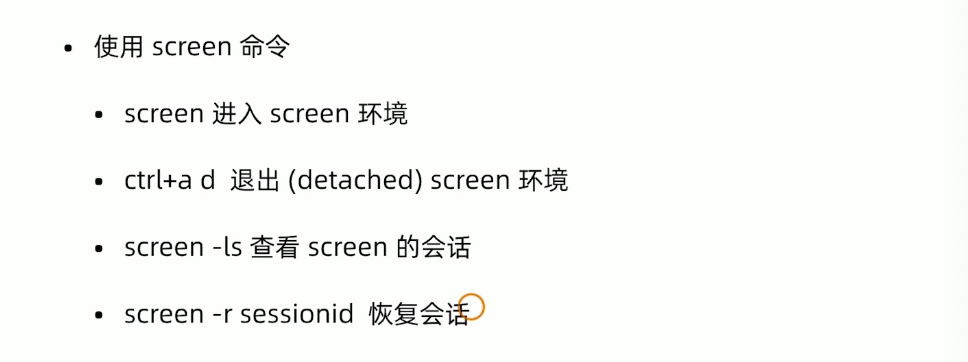 • 使用 screen 命令
• screen 进入 screen 环境
• ctrl+a d 退出 (detached) screen 环境
• screen -ls 查看 screen 的会话
• screen -r sessionid 恢复会话